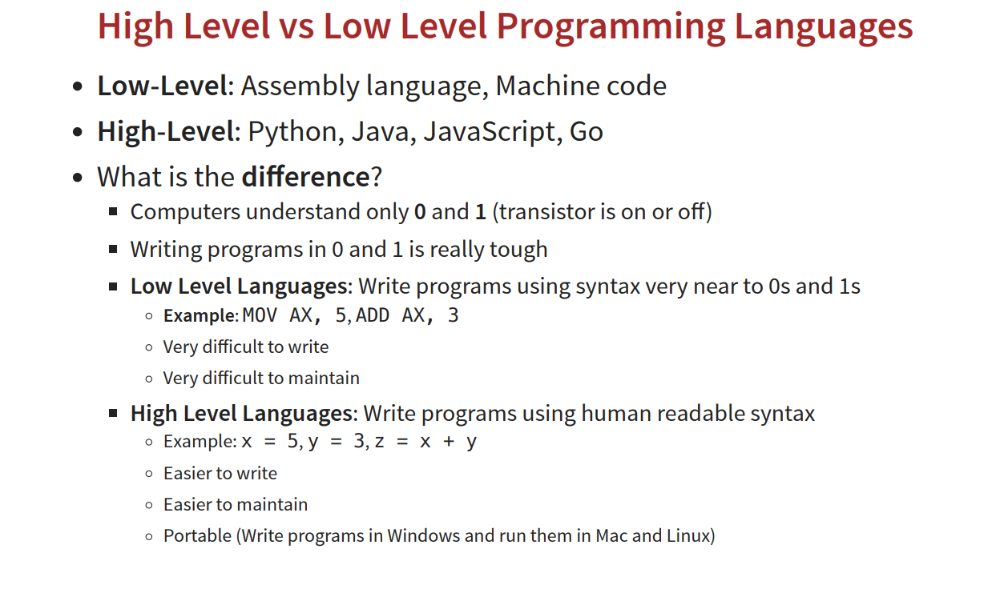 High Level vs Low Level Programming Languages
• Low-Level: Assembly language, Machine code
• High-Level: Python, Java, JavaScript, Go
• What is the difference?
▪ Computers understand only 0 and 1 (transistor is on or off)
▪ Writing programs in 0 and 1 is really tough
▪ Low Level Languages: Write programs using syntax very near to 0s and 1s
◦ Example: MOV AX, 5, ADD AX, 3
◦ Very difficult to write
◦ Very difficult to maintain
▪ High Level Languages: Write programs using human readable syntax
◦ Example: x = 5, y = 3, z = x + y
◦ Easier to write
◦ Easier to maintain
◦ Portable (Write programs in Windows and run them in Mac and Linux)